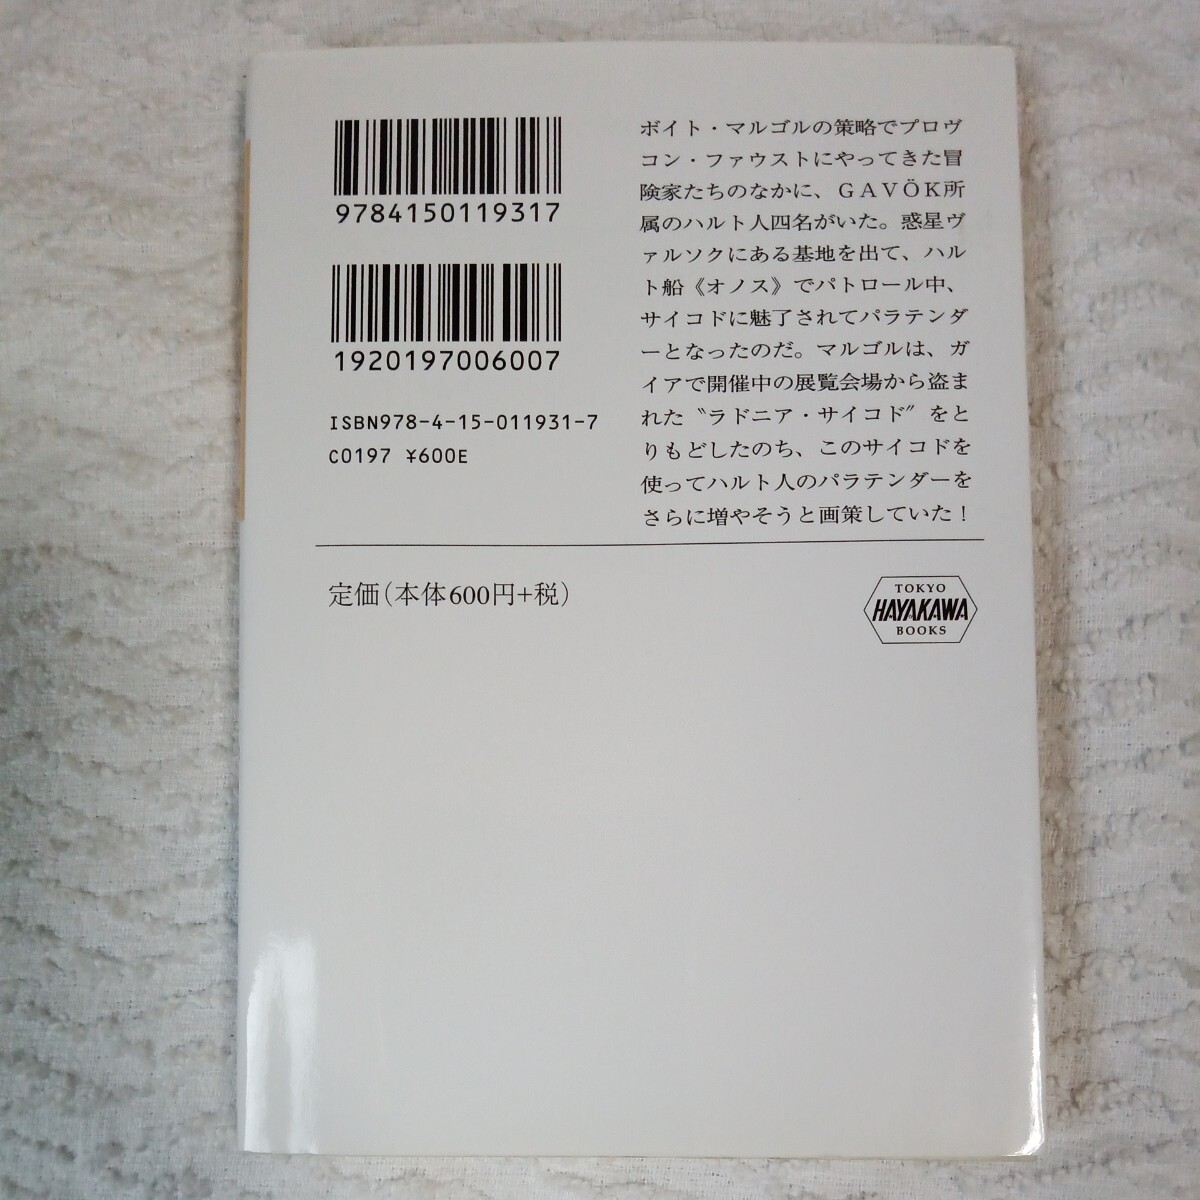 9784150119317
1920197006007
ISBN978-4-15-011931-7
C0197 ¥600E
ボイト・マルゴルの策略でプロヴ
コン・ファウストにやってきた冒
険家たちのなかに、GAVÖK所
属のハルト人四名がいた。惑星ヴ
ァルソクにある基地を出て、ハル
ト船《オノス》でパトロール中、
サイコドに魅了されてパラテンダ
ーとなったのだ。マルゴルは、ガ
イアで開催中の展覧会場から盗ま
れた〝ラドニア・サイコド〟をと
りもどしたのち、このサイコドを
使ってハルト人のパラテンダーを
さらに増やそうと画策していた！
定価(本体600円+税)
TOKYO
HAYAKAWA
BOOKS